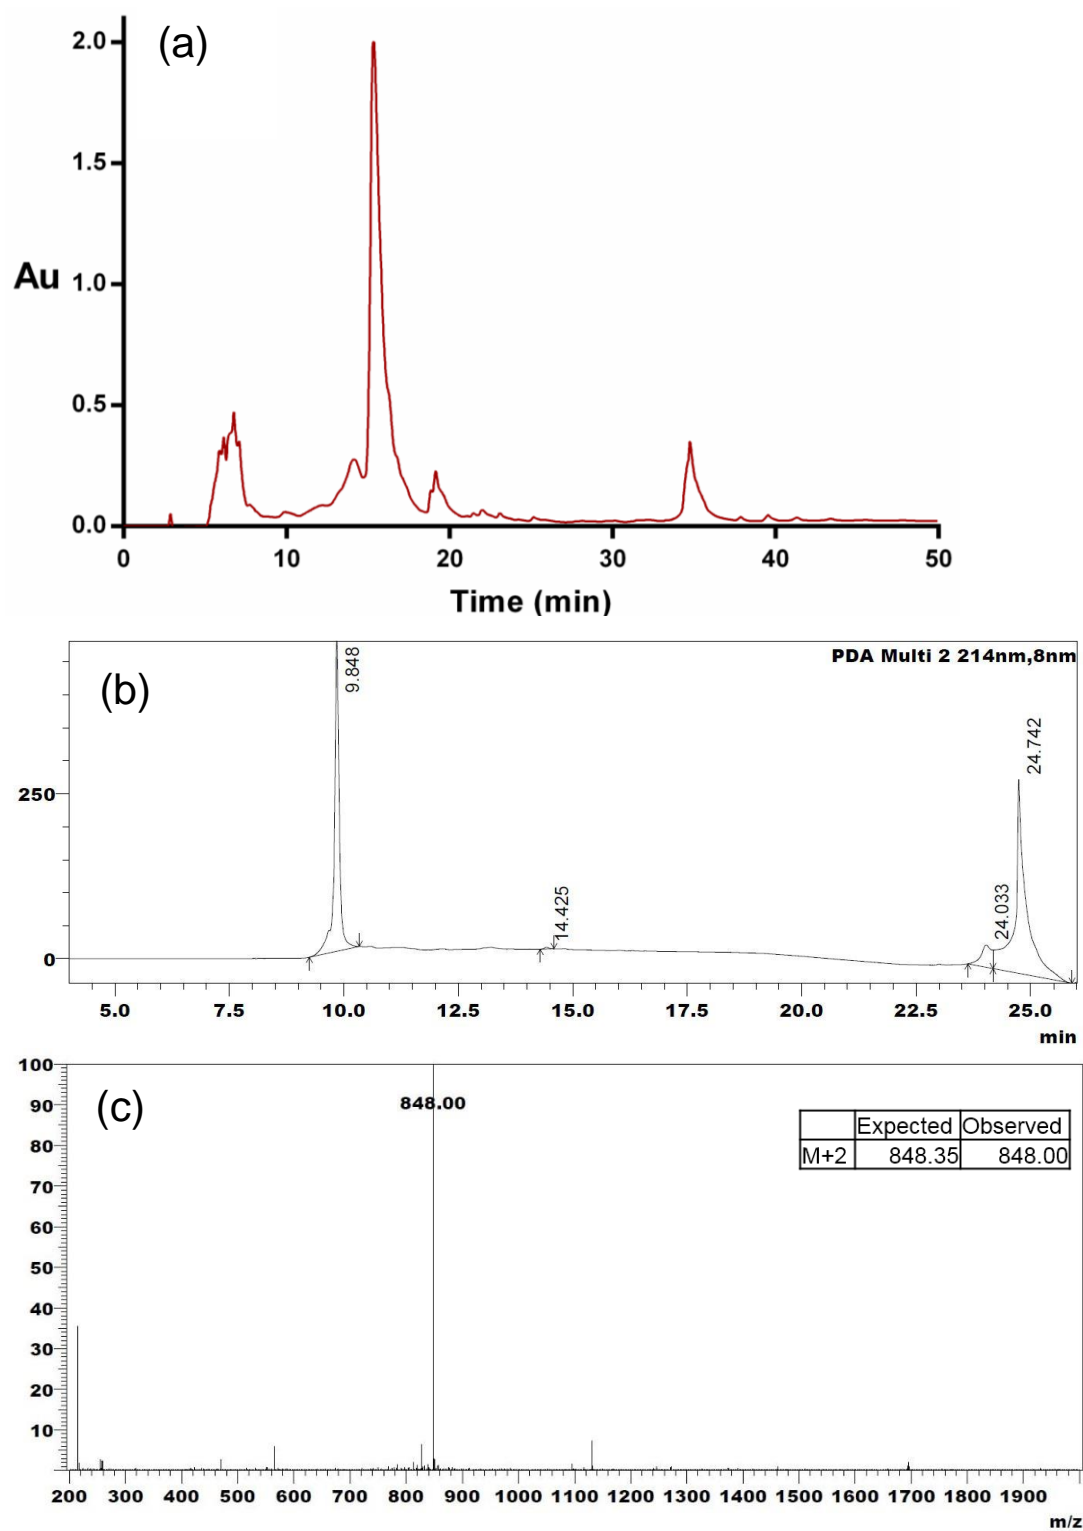 (a)
2.0
1.5
Au 1.0
0.5
0.0
0 10 20 30 40 50
Time (min)
PDA Multi 2 214nm,8nm
(b)
9.848
24.742
250
14.425
24.033
0
5.0 7.5 10.0 12.5 15.0 17.5 20.0 22.5 25.0
min
100
(c)
90
848.00
Expected Observed
M+2 848.35 848.00
80
70
60
50
40
30
20
10
200 300 400 500 600 700 800 900 1000 1100 1200 1300 1400 1500 1600 1700 1800 1900
m/z